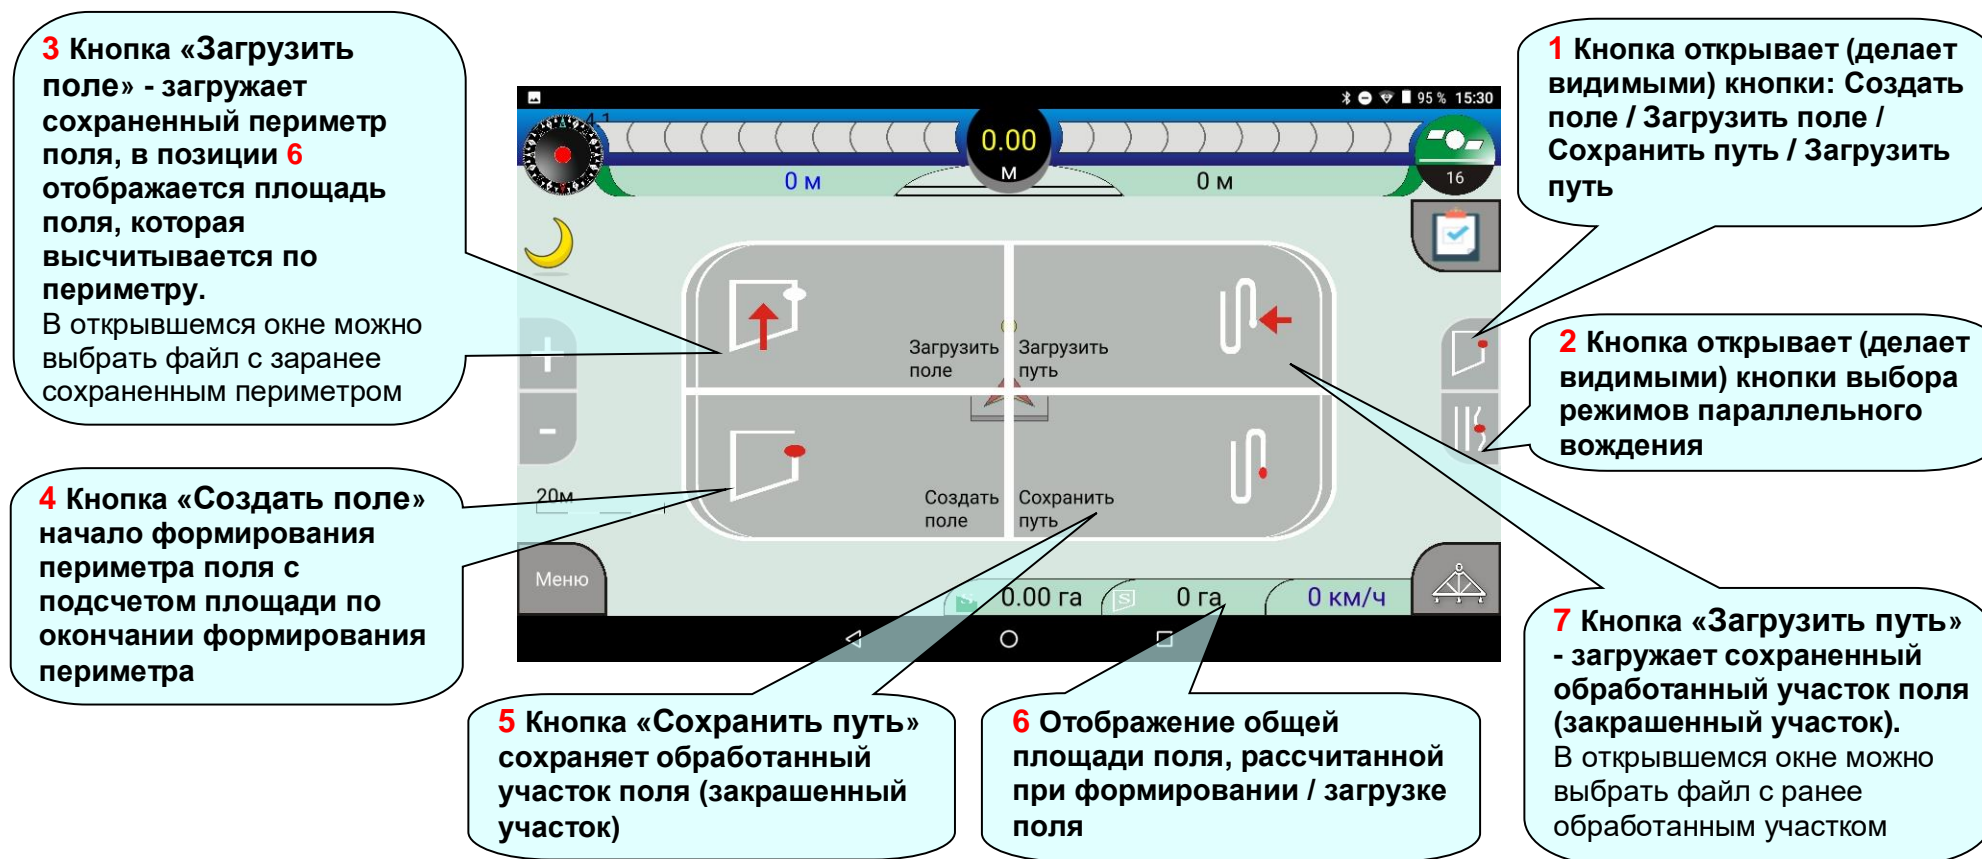 3 Кнопка «Загрузить
поле» - загружает
сохраненный периметр
поля, в позиции 6
отображается площадь
поля, которая
высчитывается по
периметру.
В открывшемся окне можно
выбрать файл с заранее
сохраненным периметром
4 Кнопка «Создать поле»
начало формирования
периметра поля с
подсчетом площади по
окончании формирования
периметра
95 % 15:30
4.1
0.00
м
0 м
0 м
16
Загрузить
поле
Загрузить
путь
Создать
поле
Сохранить
путь
+
-
20м
Меню
S
0.00 га
S
0 га
0 км/ч
1 Кнопка открывает (делает
видимыми) кнопки: Создать
поле / Загрузить поле /
Сохранить путь / Загрузить
путь
2 Кнопка открывает (делает
видимыми) кнопки выбора
режимов параллельного
вождения
5 Кнопка «Сохранить путь»
сохраняет обработанный
участок поля (закрашенный
участок)
6 Отображение общей
площади поля, рассчитанной
при формировании / загрузке
поля
7 Кнопка «Загрузить путь»
- загружает сохраненный
обработанный участок поля
(закрашенный участок).
В открывшемся окне можно
выбрать файл с ранее
обработанным участком